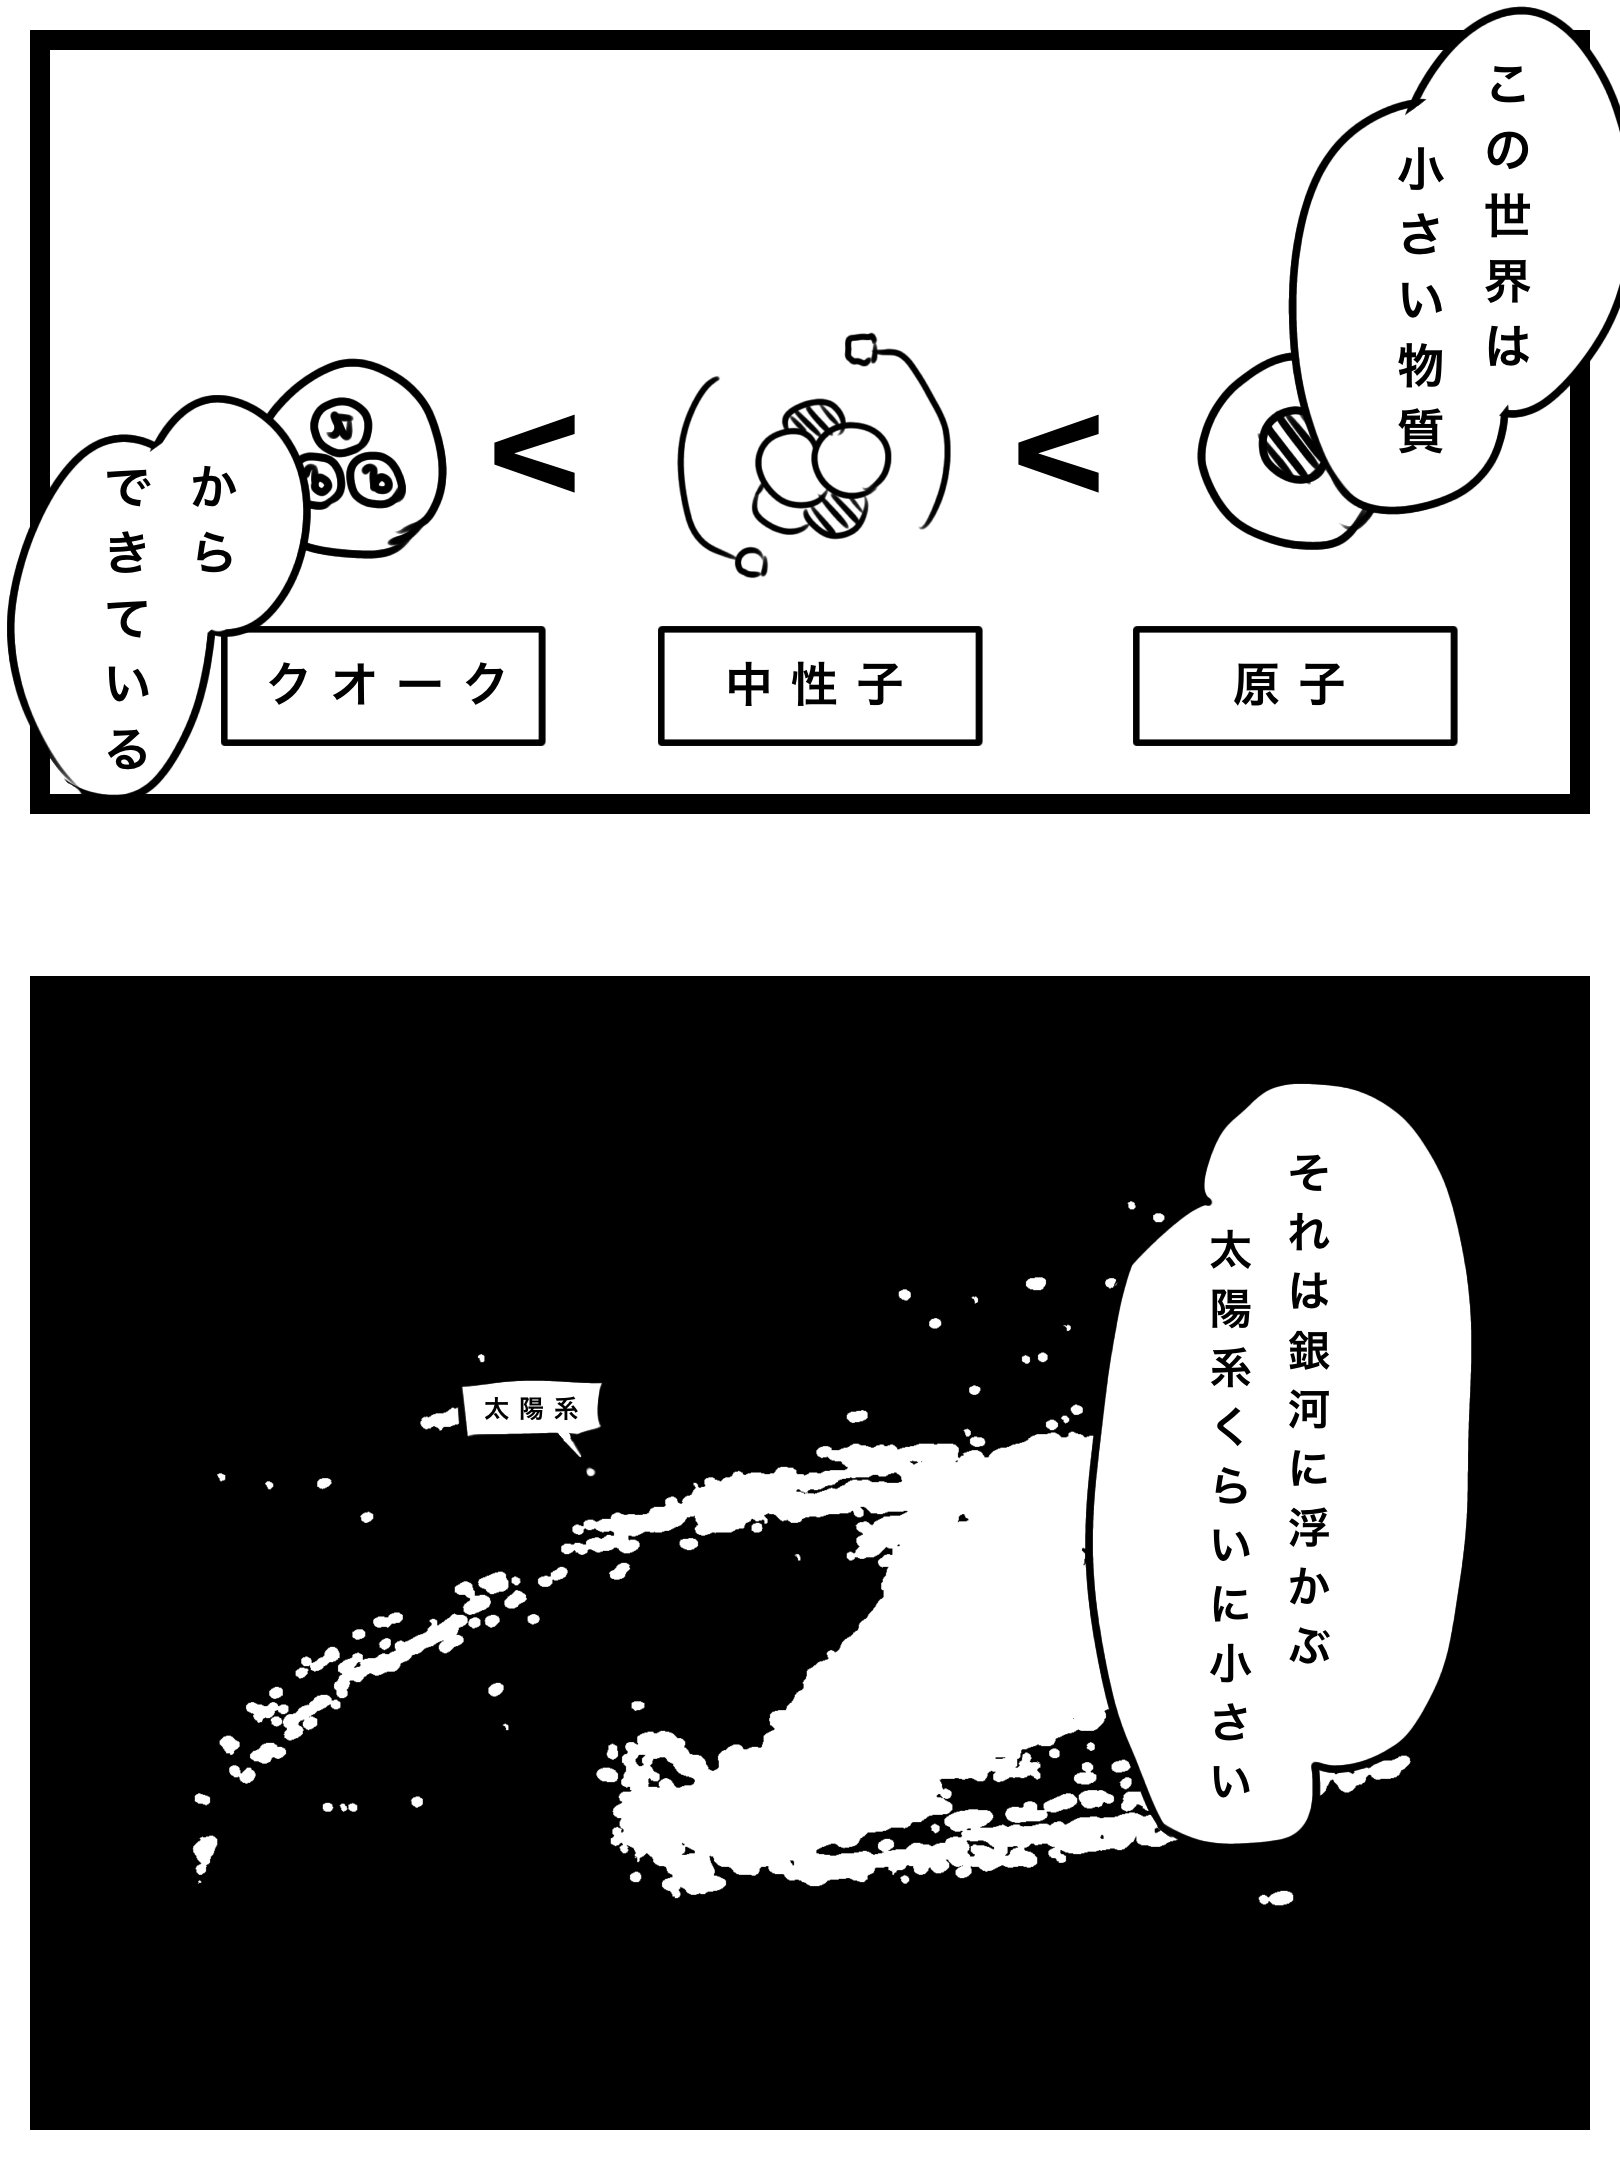 この世界は
小さい物質
原子
<
中性子
<
クオーク
から
できている
それは銀河に浮かぶ
太陽系くらいに小さい
太陽系